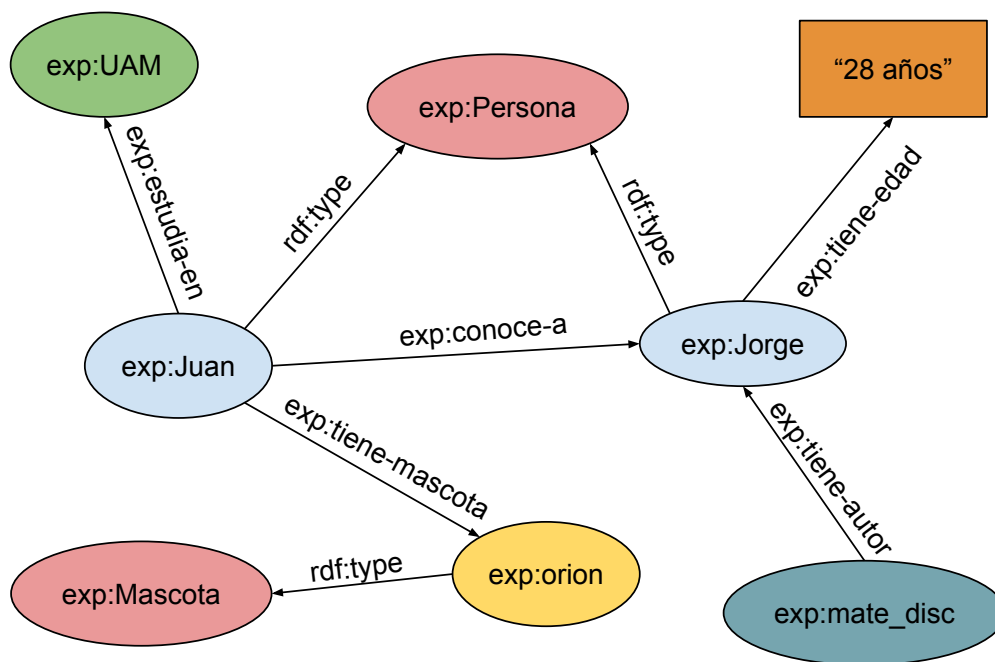 exp:UAM
"28 años"
exp:Persona
exp:estudia-en
rdf:type
rdf:type
exp:tiene-edad
exp:conoce-a
exp:Juan
exp:Jorge
exp:tiene-mascota
exp:tiene-autor
rdf:type
exp:Mascota
exp:orion
exp:mate_disc